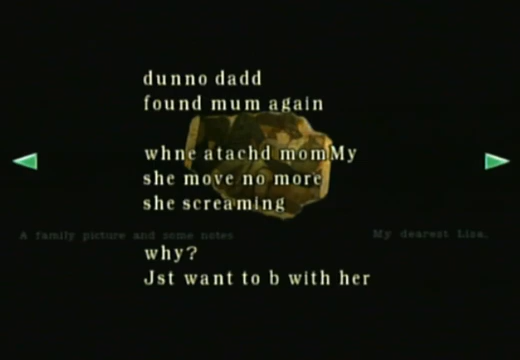 dunno dadd
found mum again
whne atachd momMy
she move no more
she screaming
A family picture and some notes
My dearest Lisa.
why?
Jst want to b with her